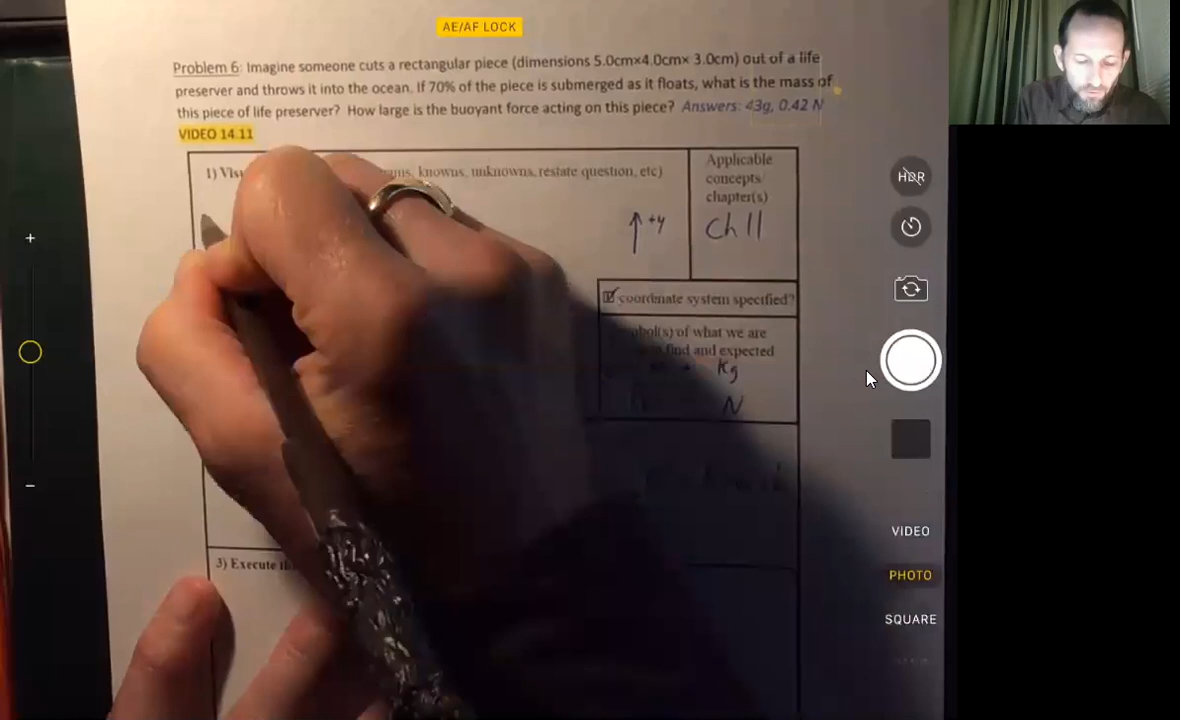 AE/AF LOCK
Problem 6: Imagine someone cuts a rectangular piece (dimensions 5.0cm×4.0cm× 3.0cm) out of a life
preserver and throws it into the ocean. If 70% of the piece is submerged as it floats, what is the mass of
this piece of life preserver? How large is the buoyant force acting on this piece? Answers: 43g, 0.42 N
VIDEO 14.11
1) Vis
knowns, unknowns, restate question, etc)
Applicable
concepts/
chapter(s)
+y
Ch 11
coordinate system specified?
of what we are
find and expected
kg
N
3) Execute
HDR
VIDEO
PHOTO
SQUARE